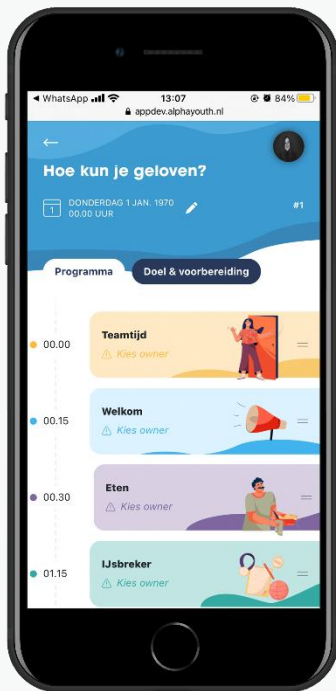 WhatsApp
13:07
84%
appdev.alphayouth.nl
Hoe kun je geloven?
1
DONDERDAG 1 JAN. 1970
00.00 UUR
#1
Programma
Doel & voorbereiding
00.00
Teamtijd
Kies owner
00.15
Welkom
Kies owner
00.30
Eten
Kies owner
01.15
IJsbreker
Kies owner